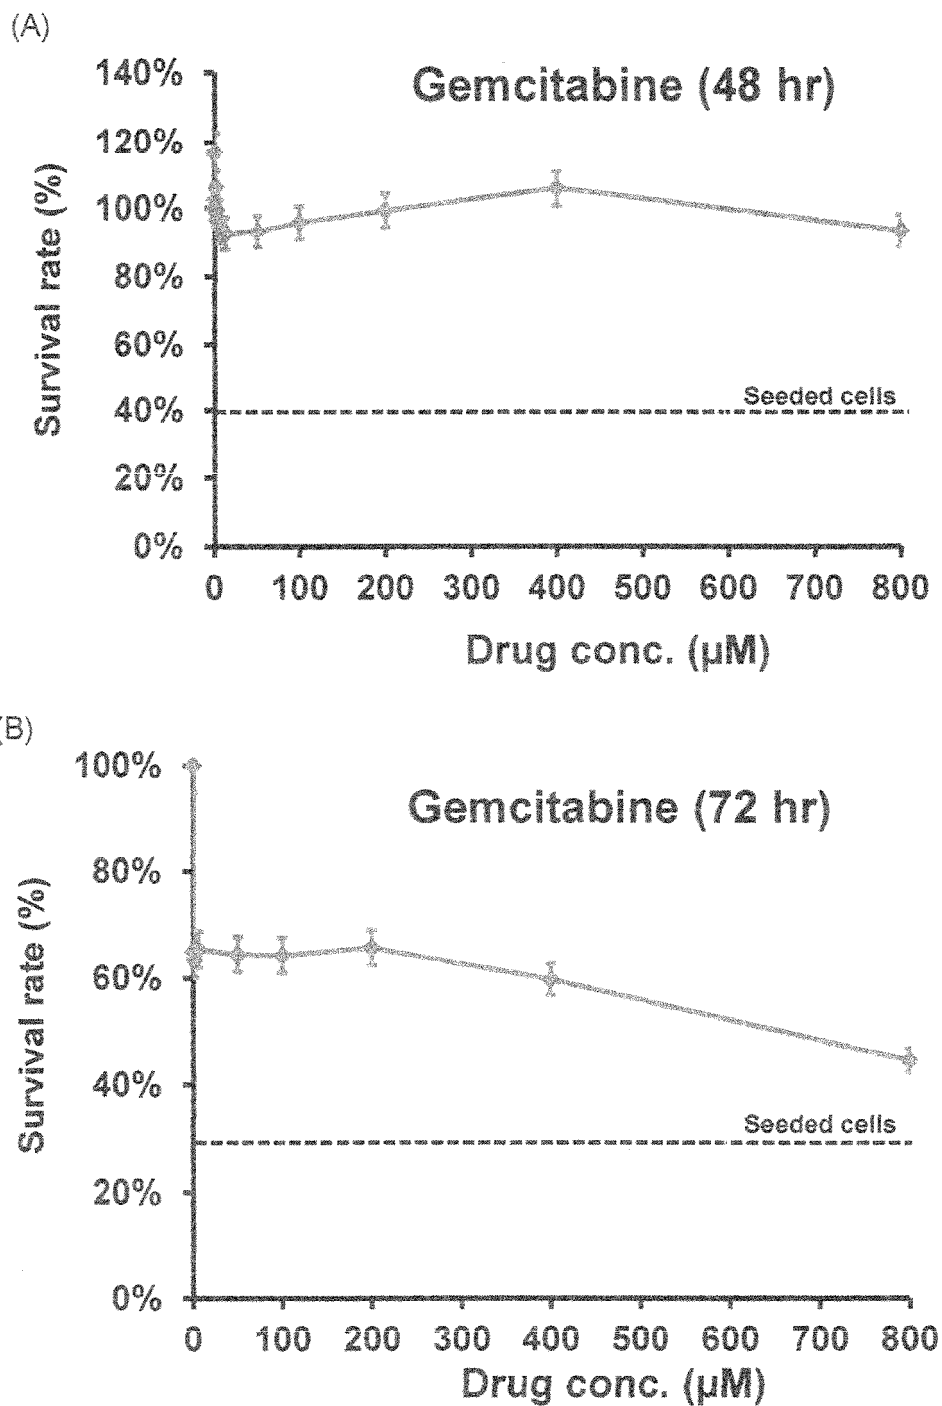 (A)
Gemcitabine (48 hr)
Survival rate (%)
140%
120%
100%
80%
60%
40%
20%
0%
Seeded cells
0 100 200 300 400 500 600 700 800
Drug conc. (µM)
(B)
Gemcitabine (72 hr)
Survival rate (%)
100%
80%
60%
40%
20%
0%
Seeded cells
0 100 200 300 400 500 600 700 800
Drug conc. (µM)